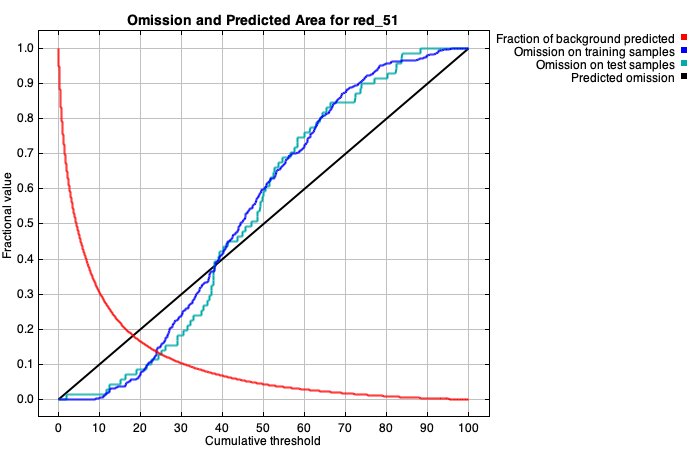 Omission and Predicted Area for red_51
Fraction of background predicted
Omission on training samples
Omission on test samples
Predicted omission
Fractional value
1.0
0.9
0.8
0.7
0.6
0.5
0.4
0.3
0.2
0.1
0.0
0 10 20 30 40 50 60 70 80 90 100
Cumulative threshold